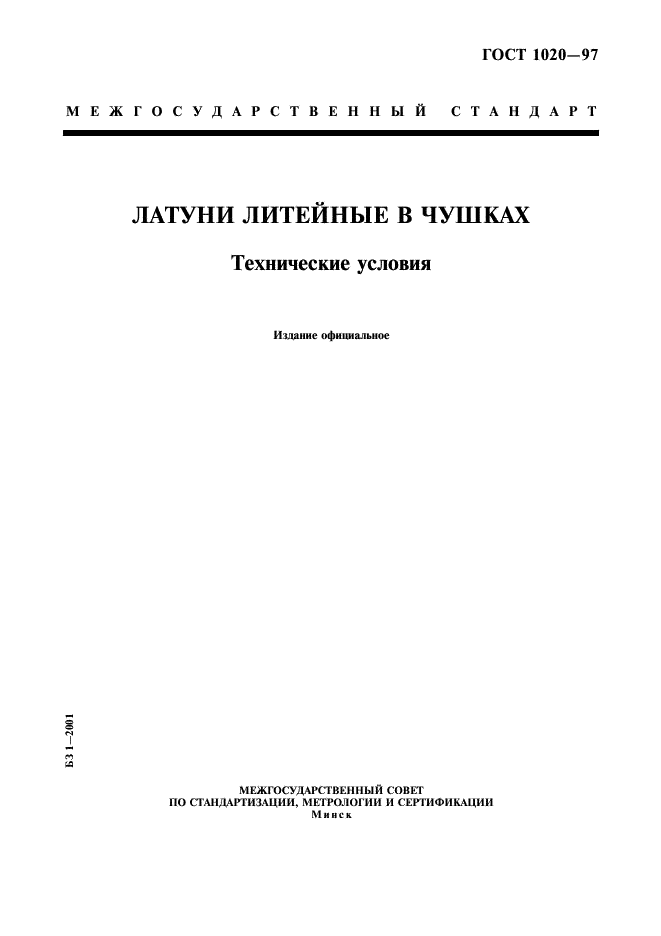 ГОСТ 1020—97
МЕЖГОСУДАРСТВЕННЫЙ СТАНДАРТ
ЛАТУНИ ЛИТЕЙНЫЕ В ЧУШКАХ
Технические условия
Издание официальное
БЗ 1—2001
МЕЖГОСУДАРСТВЕННЫЙ СОВЕТ
ПО СТАНДАРТИЗАЦИИ, МЕТРОЛОГИИ И СЕРТИФИКАЦИИ
Минск